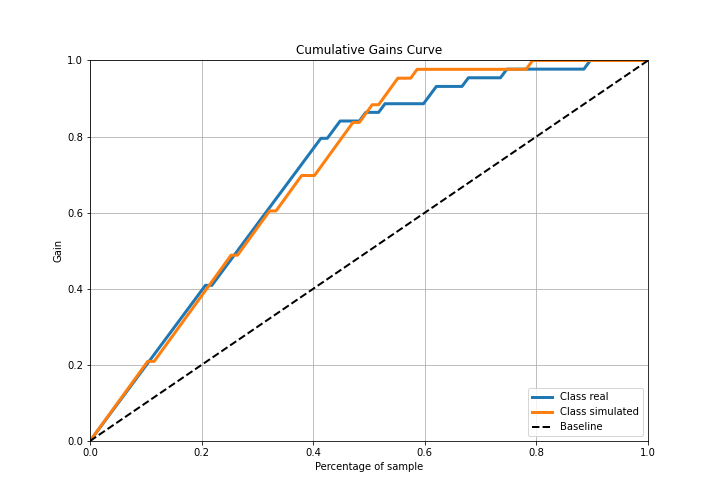 Cumulative Gains Curve
1.0
0.8
0.6
0.4
0.2
0.0
Gain
0.0 0.2 0.4 0.6 0.8 1.0
Percentage of sample
Class real
Class simulated
Baseline